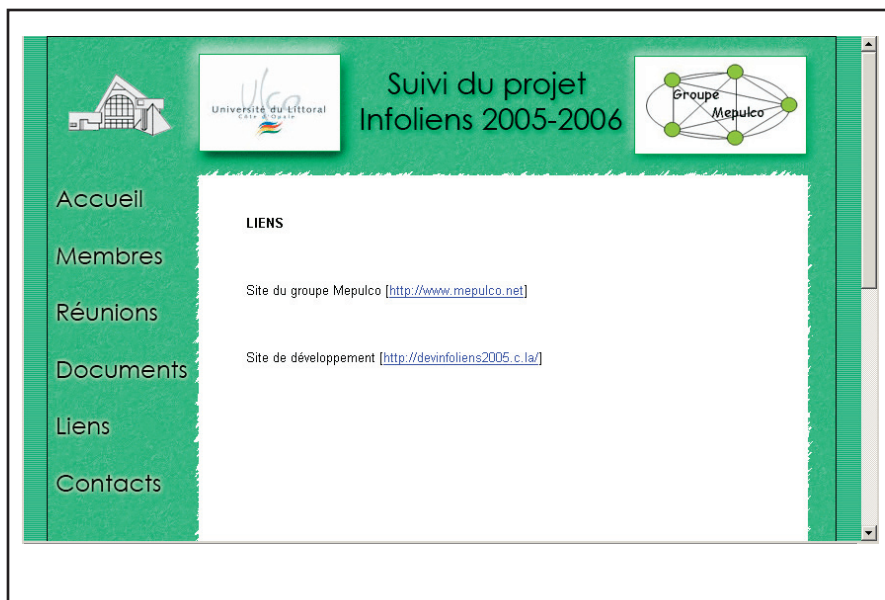 ulco
Université du Littoral
Côte d'Opale
Suivi du projet
Infoliens 2005-2006
Groupe
Mepulco
Accueil
Membres
Réunions
Documents
Liens
Contacts
LIENS
Site du groupe Mepulco [http://www.mepulco.net]
Site de développement [http://devinfoliens2005.c.la/]